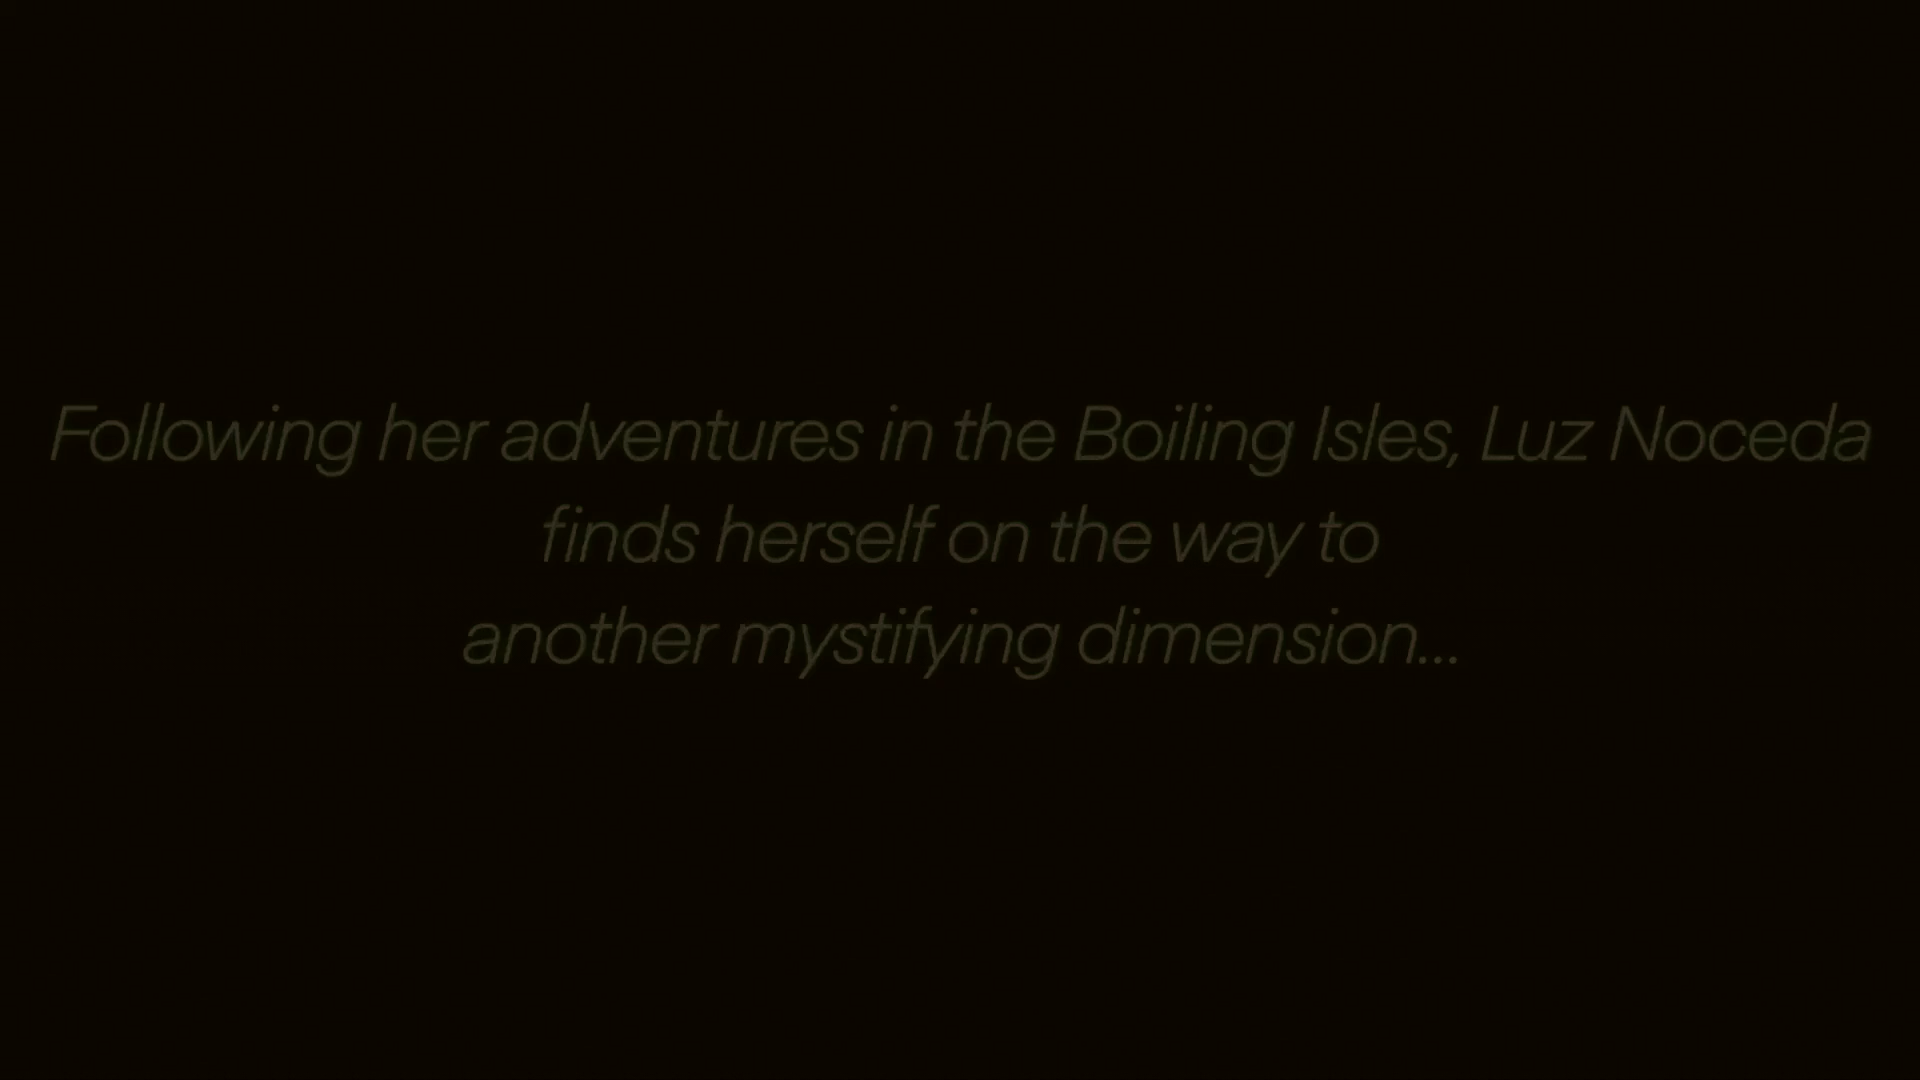 Following her adventures in the Boiling Isles, Luz Noceda
finds herself on the way to
another mystifying dimension...